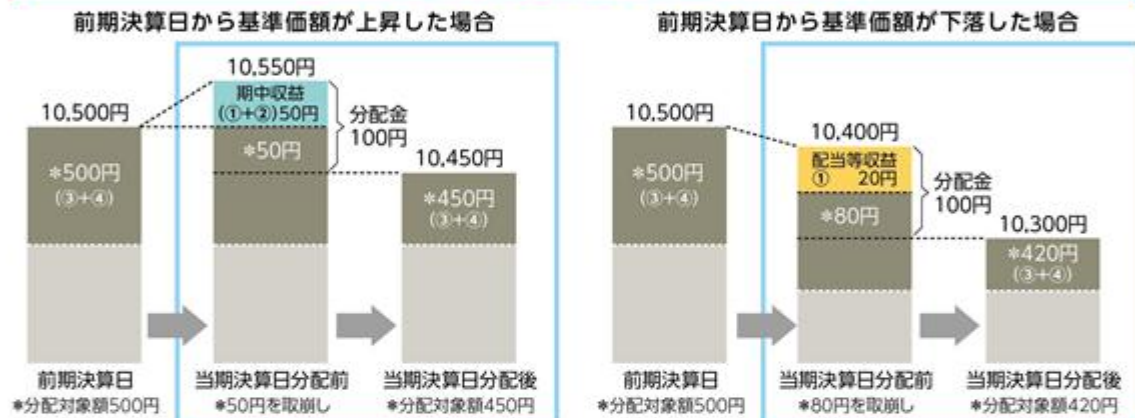 前期決算日から基準価額が上昇した場合
10,550円
期中収益
(①+②)50円
10,500円
分配金
100円
*50円
10,450円
*500円
(③+④)
*450円
(③+④)
前期決算日
当期決算日分配前
当期決算日分配後
*分配対象額500円
*50円を取崩し
*分配対象額450円
前期決算日から基準価額が下落した場合
10,500円
10,400円
配当等収益
① 20円
分配金
100円
*500円
(③+④)
*80円
10,300円
*420円
(③+④)
前期決算日
当期決算日分配前
当期決算日分配後
*分配対象額500円
*80円を取崩し
*分配対象額420円